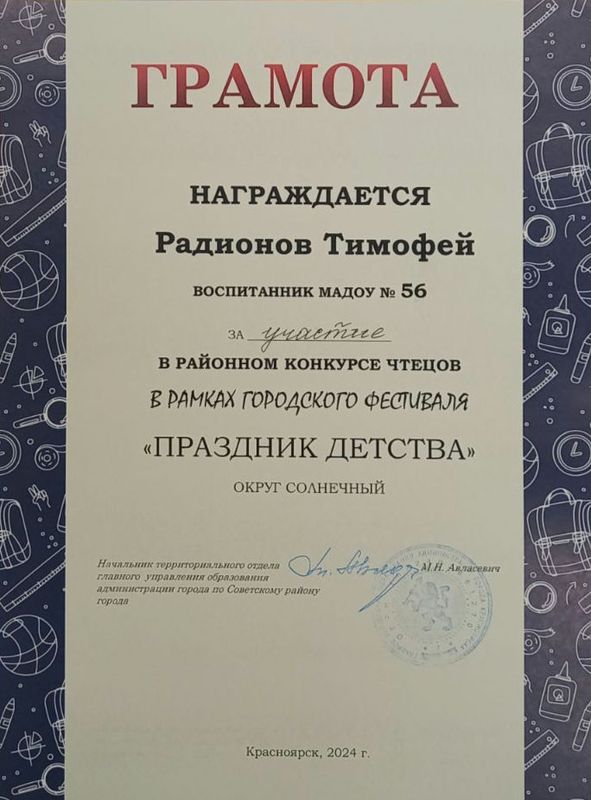 ГРАМОТА
НАГРАЖДАЕТСЯ
Радионов Тимофей
ВОСПИТАННИК МАДОУ № 56
ЗА участие
В РАЙОННОМ КОНКУРСЕ ЧТЕЦОВ
В РАМКАХ ГОРОДСКОГО ФЕСТИВАЛЯ
«ПРАЗДНИК ДЕТСТВА»
ОКРУГ СОЛНЕЧНЫЙ
Начальник территориального отдела
главного управления образования
администрации города по Советскому району
города
М.Н. Авласевич
Красноярск, 2024 г.